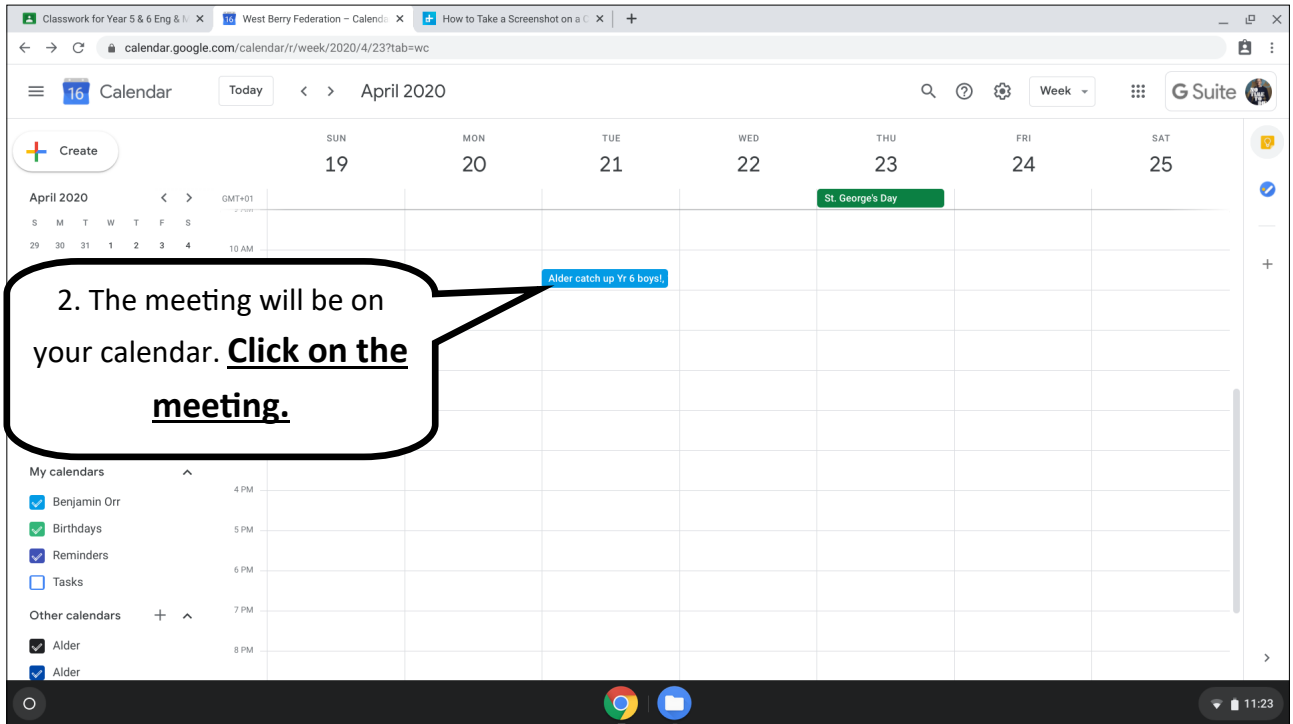 Classwork for Year 5 & 6 Eng & M
West Berry Federation – Calenda
How to Take a Screenshot on a C
calendar.google.com/calendar/r/week/2020/4/23?tab=wc
16 Calendar Today April 2020 Week G Suite
Create
SUN MON TUE WED THU FRI SAT
19 20 21 22 23 24 25
April 2020 GMT+01 St. George's Day
S M T W T F S
29 30 31 1 2 3 4 10 AM
Alder catch up Yr 6 boys!,
2. The meeting will be on
your calendar. Click on the
meeting.
My calendars
4 PM
Benjamin Orr
Birthdays 5 PM
Reminders
6 PM
Tasks
Other calendars 7 PM
Alder 8 PM
Alder
11:23